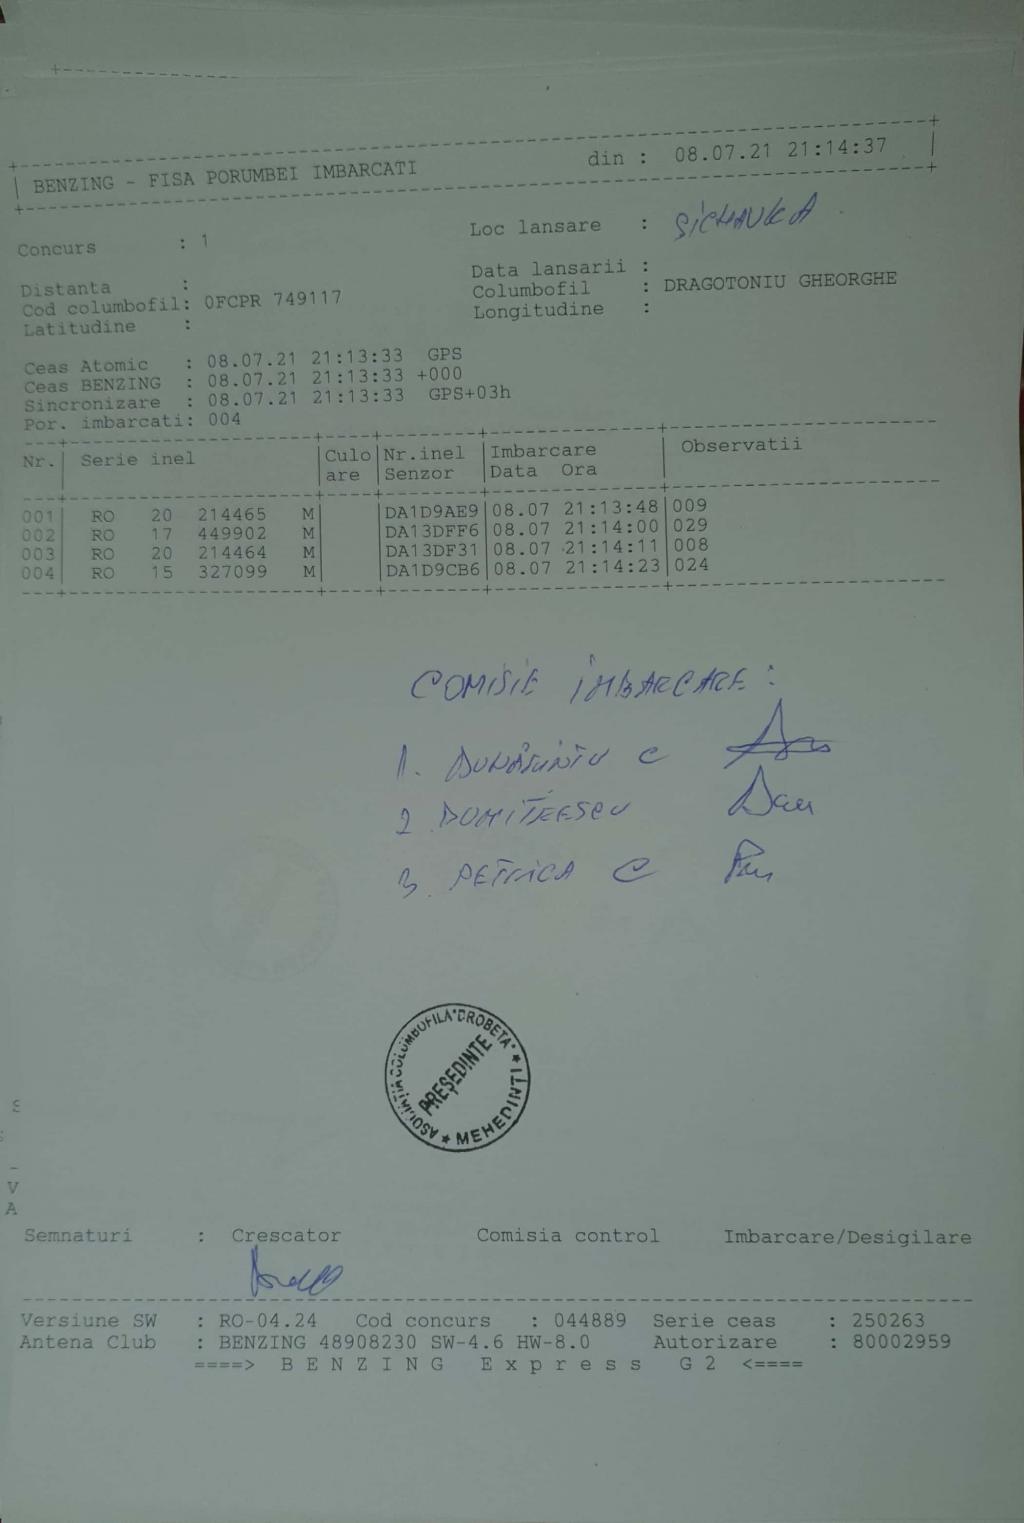 BENZING - FISA PORUMBEI IMBARCATI din : 08.07.21 21:14:37
Concurs : 1 Loc lansare : SICHAVKA
Distanta : Data lansarii :
Cod columbofil: 0FCPR 749117 Columbofil : DRAGOTONIU GHEORGHE
Latitudine : Longitudine :
Ceas Atomic : 08.07.21 21:13:33 GPS
Ceas BENZING : 08.07.21 21:13:33 +000
Sincronizare : 08.07.21 21:13:33 GPS+03h
Por. imbarcati: 004
Nr. Serie inel Culo Nr.inel Imbarcare Observatii
are Senzor Data Ora
001 RO 20 214465 M DA1D9AE9 08.07 21:13:48 009
002 RO 17 449902 M DA13DFF6 08.07 21:14:00 029
003 RO 20 214464 M DA13DF31 08.07 21:14:11 008
004 RO 15 327099 M DA1D9CB6 08.07 21:14:23 024
COMISIE IMBARCARE :
1. C
2 DOMITEESCU
3. PETRICA C
ASOCIAȚIA COLUMBOFILA "DROBETA" * MEHEDINTI *
PREȘEDINTE
S
V
A
Semnaturi : Crescator Comisia control Imbarcare/Desigilare
Versiune SW : RO-04.24 Cod concurs : 044889 Serie ceas : 250263
Antena Club : BENZING 48908230 SW-4.6 HW-8.0 Autorizare : 80002959
====> B E N Z I N G E x p r e s s G 2 <====